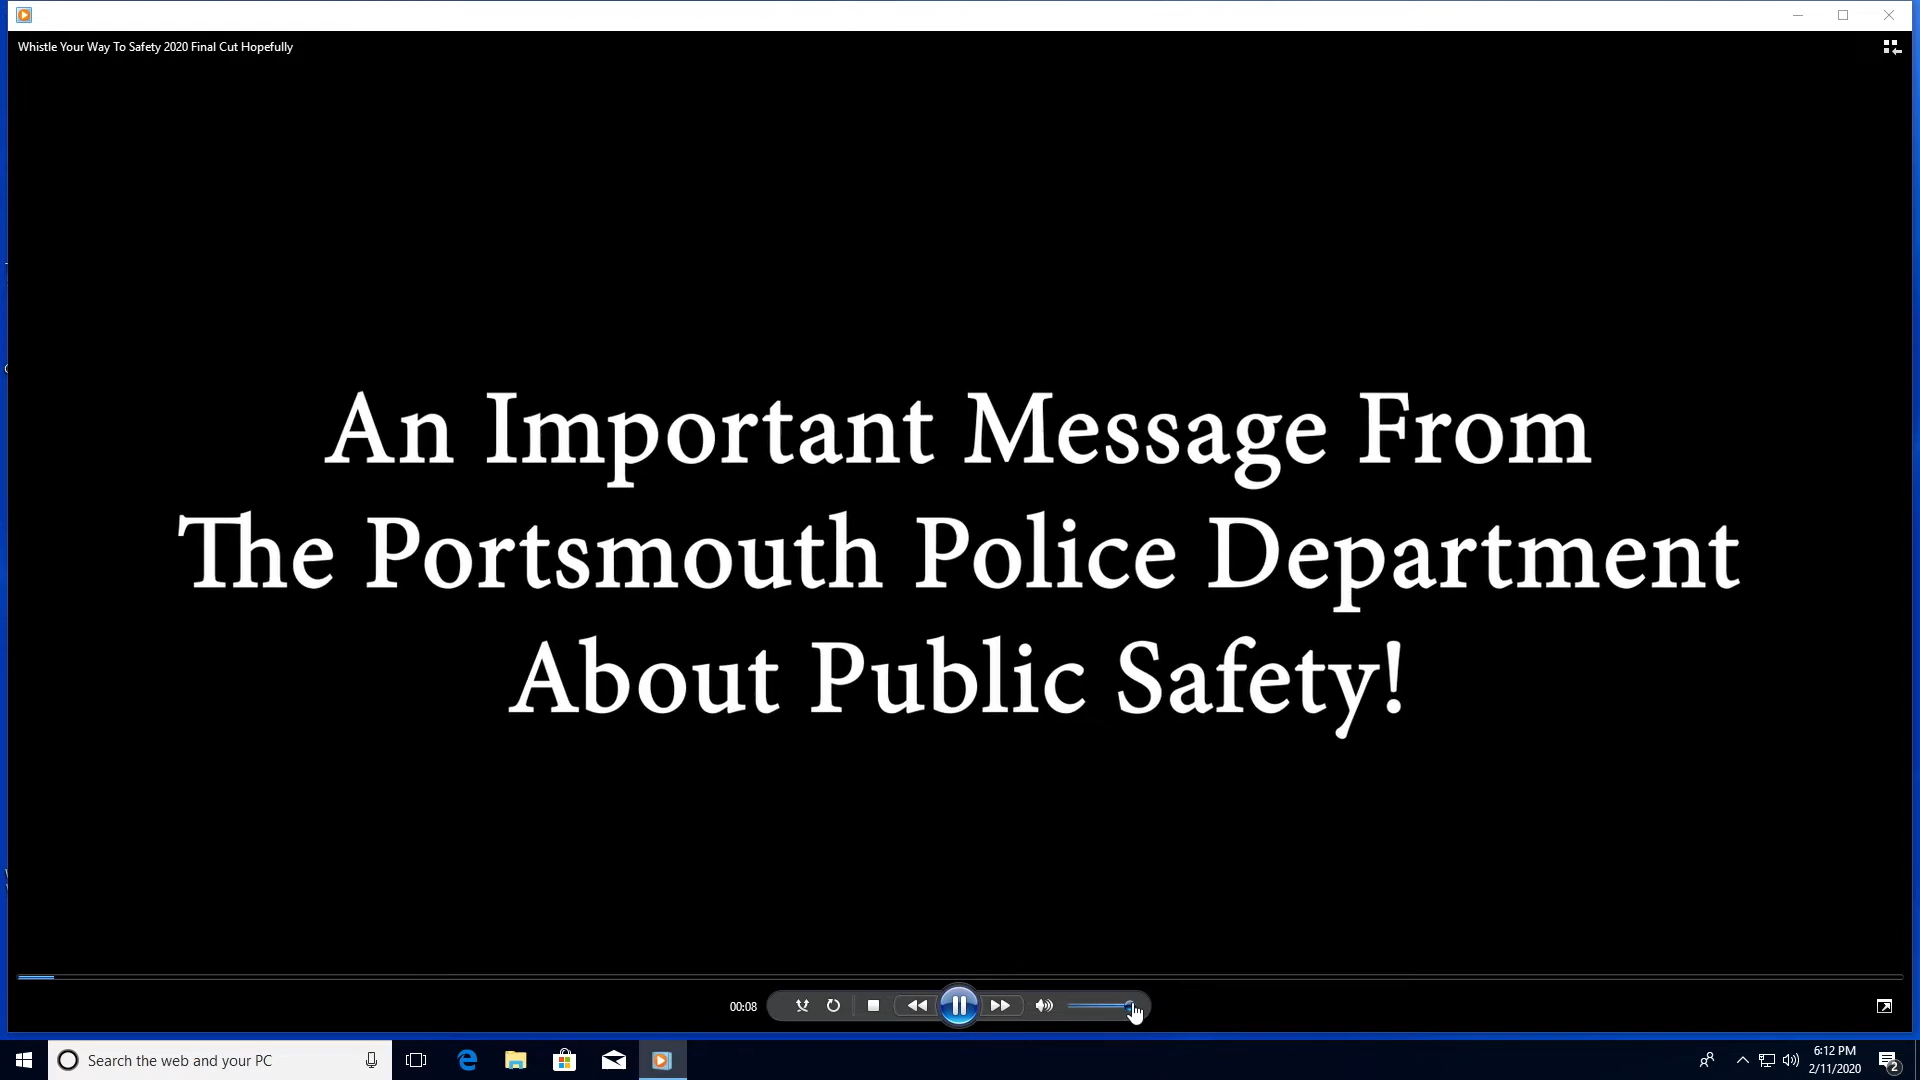 Whistle Your Way To Safety 2020 Final Cut Hopefully
An Important Message From
The Portsmouth Police Department
About Public Safety!
00:08
Search the web and your PC
6:12 PM
2/11/2020
2